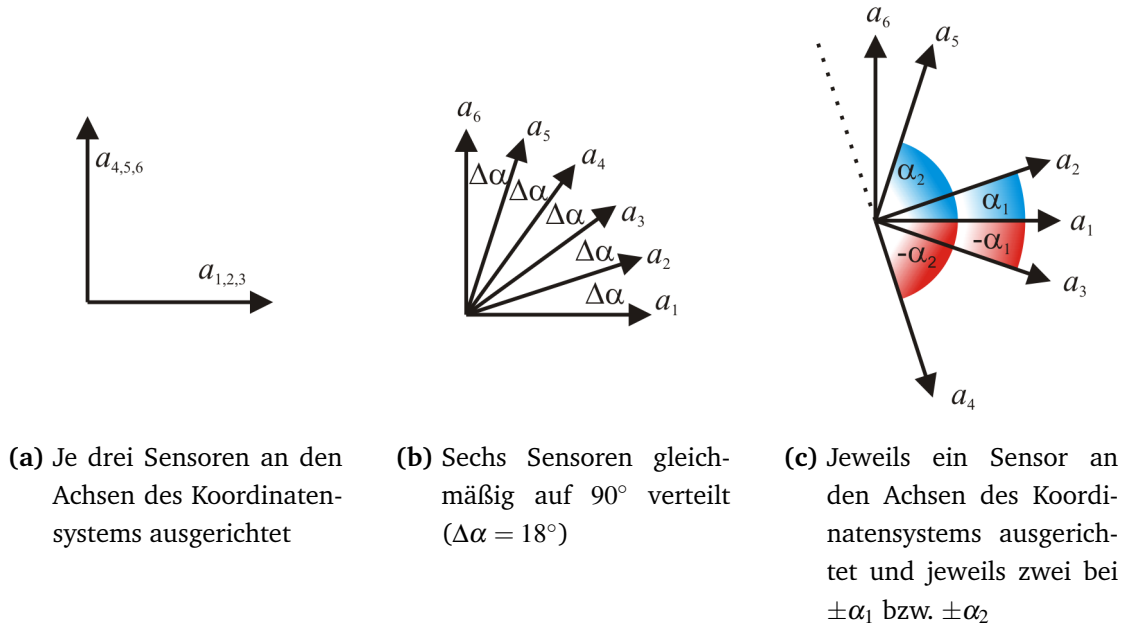 a4,5,6
a1,2,3
a6
a5
a4
a3
a2
a1
Δα
Δα
Δα
Δα
Δα
a6
a5
a2
a1
a3
a4
α2
α1
-α1
-α2
(a) Je drei Sensoren an den
Achsen des Koordinaten-
systems ausgerichtet
(b) Sechs Sensoren gleich-
mäßig auf 90° verteilt
(Δα = 18°)
(c) Jeweils ein Sensor an
den Achsen des Koordi-
natensystems ausgerich-
tet und jeweils zwei bei
±α1 bzw. ±α2